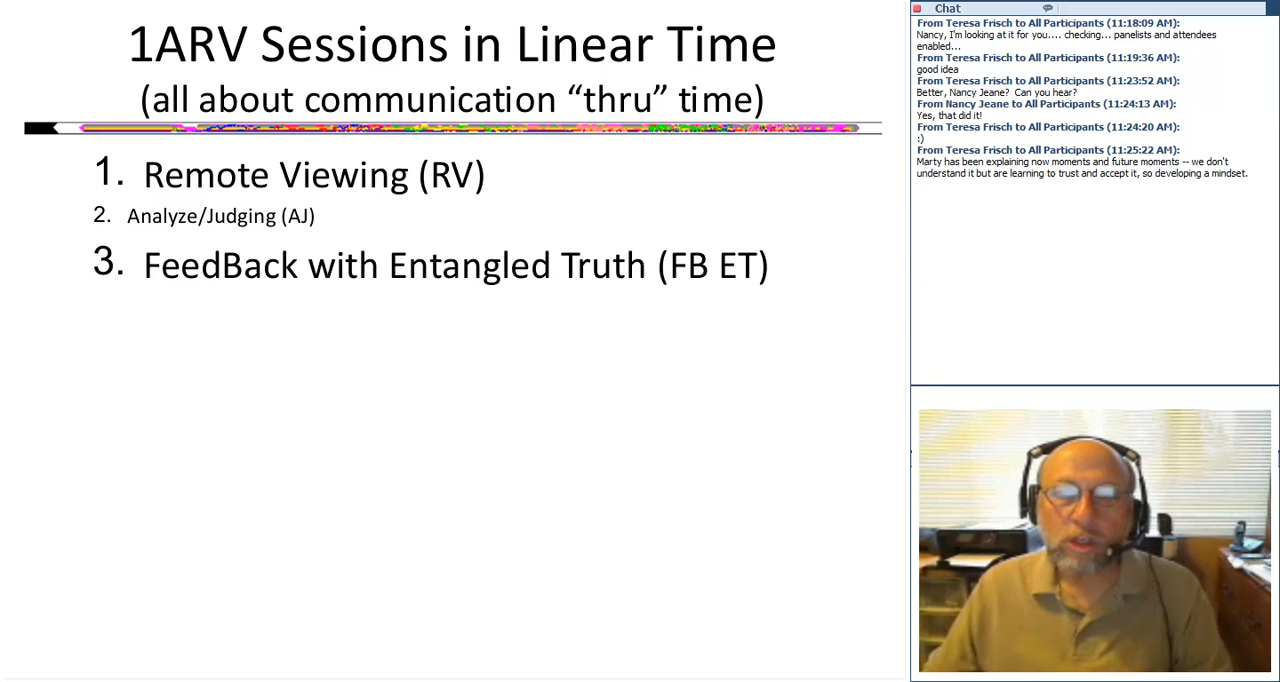 1ARV Sessions in Linear Time
(all about communication “thru” time)
1. Remote Viewing (RV)
2. Analyze/Judging (AJ)
3. FeedBack with Entangled Truth (FB ET)
Chat
From Teresa Frisch to All Participants (11:18:09 AM):
Nancy, I'm looking at it for you.... checking... panelists and attendees
enabled...
From Teresa Frisch to All Participants (11:19:36 AM):
good idea
From Teresa Frisch to All Participants (11:23:52 AM):
Better, Nancy Jeane? Can you hear?
From Nancy Jeane to All Participants (11:24:13 AM):
Yes, that did it!
From Teresa Frisch to All Participants (11:24:20 AM):
:)
From Teresa Frisch to All Participants (11:25:22 AM):
Marty has been explaining now moments and future moments -- we don't
understand it but are learning to trust and accept it, so developing a mindset.